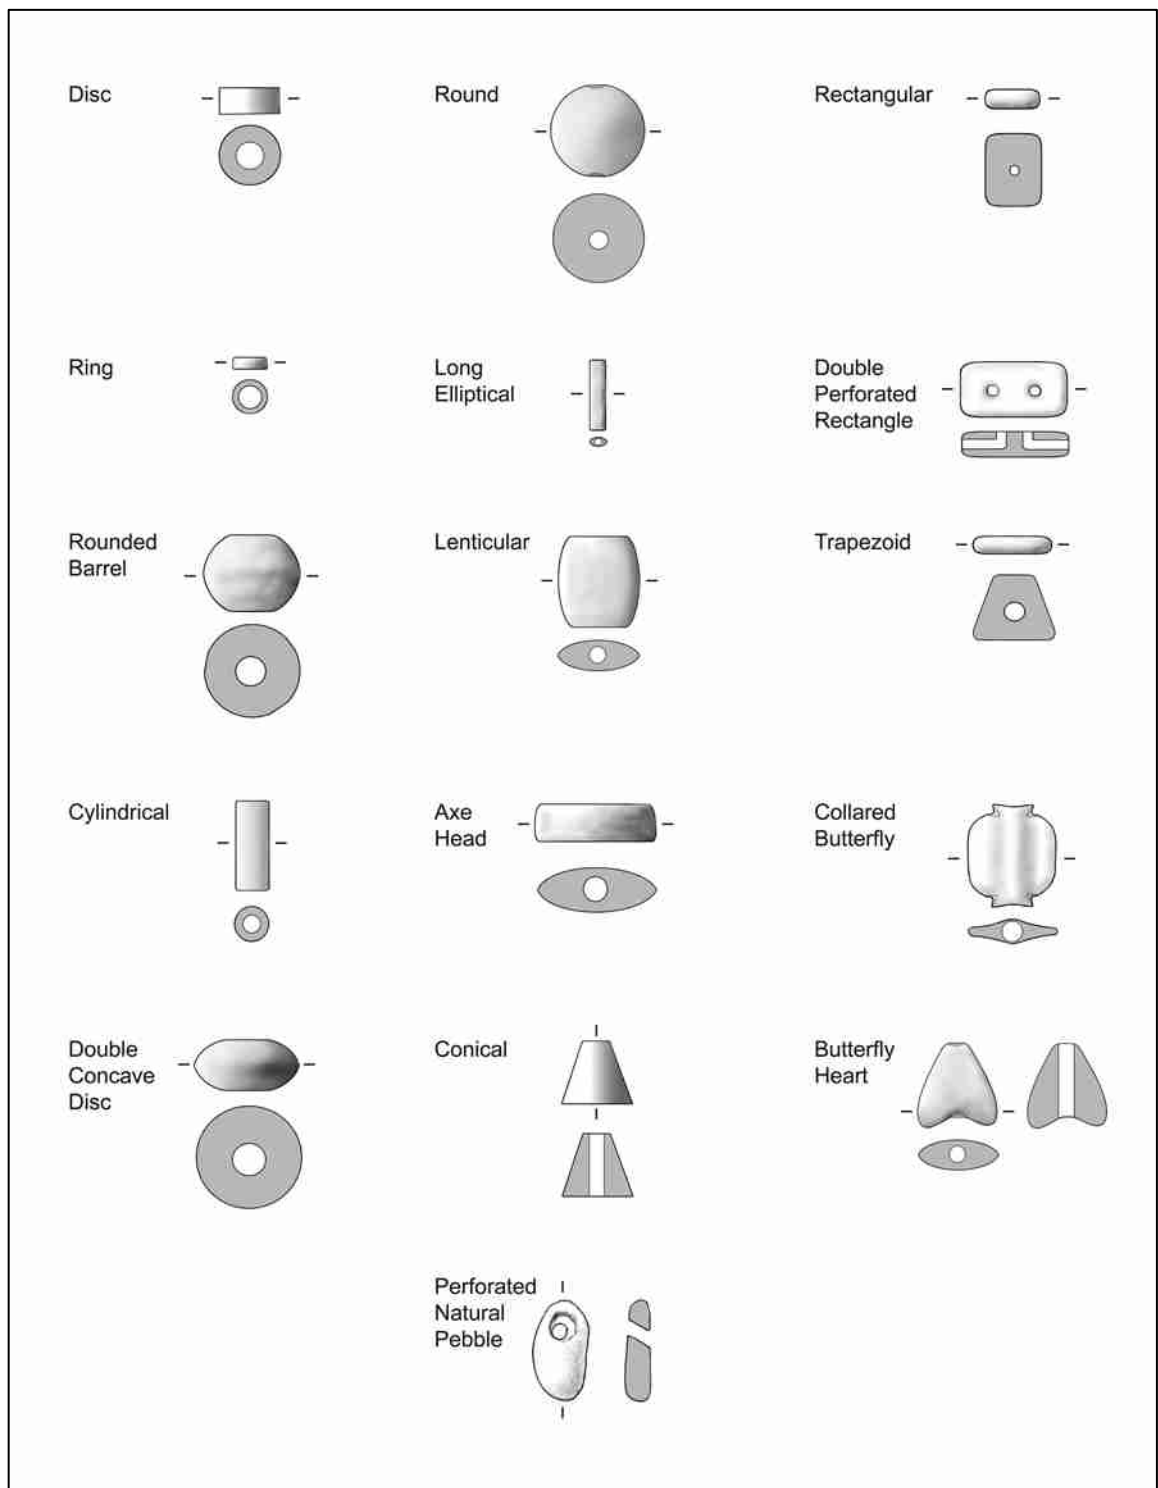 Disc
Round
Rectangular
Ring
Long
Elliptical
Double
Perforated
Rectangle
Rounded
Barrel
Lenticular
Trapezoid
Cylindrical
Axe
Head
Collared
Butterfly
Double
Concave
Disc
Conical
Butterfly
Heart
Perforated
Natural
Pebble